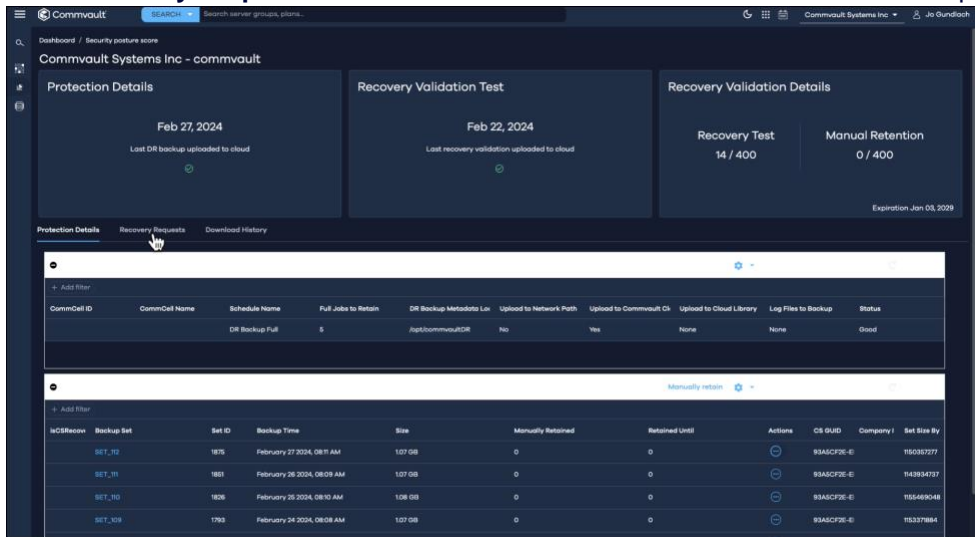 Commvault SEARCH Search server groups, plans.. Commvault Systems Inc Jo Gundlach
Dashboard / Security posture score
Commvault Systems Inc - commvault
Protection Details
Feb 27, 2024
Last DR backup uploaded to cloud
Recovery Validation Test
Feb 22, 2024
Last recovery validation uploaded to cloud
Recovery Validation Details
Recovery Test Manual Retention
14 / 400 0 / 400
Expiration Jan 03, 2029
Protection Details Recovery Requests Download History
+ Add filter
CommCell ID CommCell Name Schedule Name Full Jobs to Retain DR Backup Metadata Loc Upload to Network Path Upload to Commvault Cl Upload to Cloud Library Log Files to Backup Status
DR Backup Full 5 /opt/commvaultDR No Yes None None Good
Manually retain
+ Add filter
isCSRecov Backup Set Set ID Backup Time Size Manually Retained Retained Until Actions CS GUID Company Set Size By
SET_112 1875 February 27 2024, 08:11 AM 1.07 GB 0 0 93A5CF2E-E 1150357277
SET_111 1851 February 26 2024, 08:09 AM 1.07 GB 0 0 93A5CF2E-E 1143934737
SET_110 1826 February 25 2024, 08:10 AM 1.08 GB 0 0 93A5CF2E-E 1155469048
SET_109 1793 February 24 2024, 08:08 AM 1.07 GB 0 0 93A5CF2E-E 1153371884